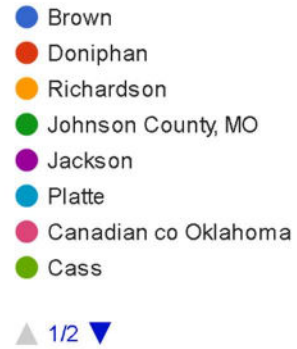 Brown
Doniphan
Richardson
Johnson County, MO
Jackson
Platte
Canadian co Oklahoma
Cass
1/2